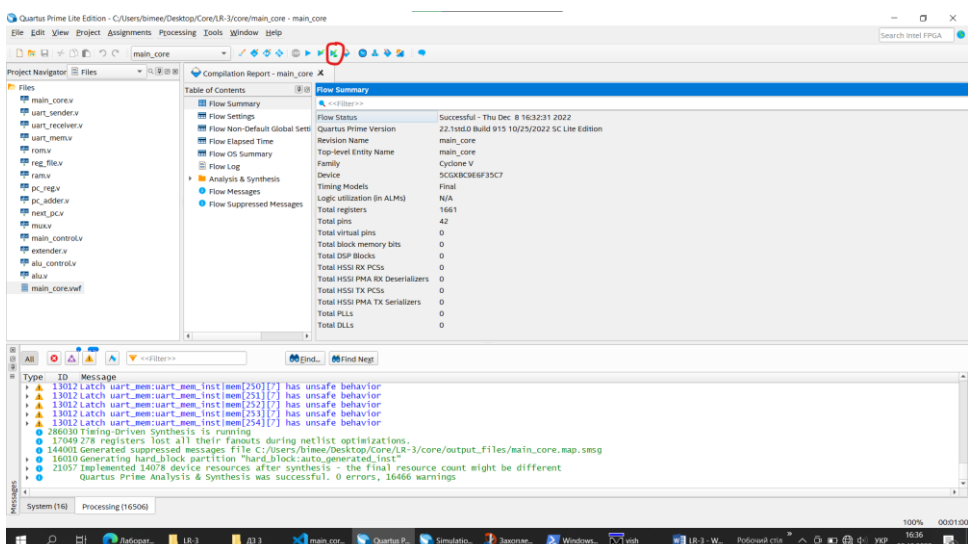 Quartus Prime Lite Edition - C:/Users/bimee/Desktop/Core/LR-3/core/main_core - main_core
File Edit View Project Assignments Processing Tools Window Help
Search Intel FPGA
main_core
Project Navigator Files
Compilation Report - main_core
Files
main_core.v
uart_sender.v
uart_receiver.v
uart_mem.v
rom.v
reg_file.v
ram.v
pc_reg.v
pc_adder.v
next_pc.v
mux.v
main_control.v
extender.v
alu_control.v
alu.v
main_core.vwf
Table of Contents
Flow Summary
Flow Settings
Flow Non-Default Global Setti
Flow Elapsed Time
Flow OS Summary
Flow Log
Analysis & Synthesis
Flow Messages
Flow Suppressed Messages
Flow Summary
<<Filter>>
Flow Status Successful - Thu Dec 8 16:32:31 2022
Quartus Prime Version 22.1std.0 Build 915 10/25/2022 SC Lite Edition
Revision Name main_core
Top-level Entity Name main_core
Family Cyclone V
Device 5CGXBC9E6F35C7
Timing Models Final
Logic utilization (in ALMs) N/A
Total registers 1661
Total pins 42
Total virtual pins 0
Total block memory bits 0
Total DSP Blocks 0
Total HSSI RX PCSs 0
Total HSSI PMA RX Deserializers 0
Total HSSI TX PCSs 0
Total HSSI PMA TX Serializers 0
Total PLLs 0
Total DLLs 0
All <<Filter>> Find... Find Next
Type ID Message
13012 Latch uart_mem:uart_mem_inst|mem[250][7] has unsafe behavior
13012 Latch uart_mem:uart_mem_inst|mem[251][7] has unsafe behavior
13012 Latch uart_mem:uart_mem_inst|mem[252][7] has unsafe behavior
13012 Latch uart_mem:uart_mem_inst|mem[253][7] has unsafe behavior
13012 Latch uart_mem:uart_mem_inst|mem[254][7] has unsafe behavior
286030 Timing-Driven Synthesis is running
17049 278 registers lost all their fanouts during netlist optimizations.
144001 Generated suppressed messages file C:/Users/bimee/Desktop/Core/LR-3/core/output_files/main_core.map.smsg
16010 Generating hard_block partition "hard_block:auto_generated_inst"
21057 Implemented 14078 device resources after synthesis - the final resource count might be different
Quartus Prime Analysis & Synthesis was successful. 0 errors, 16466 warnings
Messages
System (16) Processing (16506)
100% 00:01:00
Лаборат... LR-3 ДЗ 3 main_cor... Quartus P... Simulatio... Захопле... Windows... vish LR-3 - W... Робочий стіл УКР 16:36